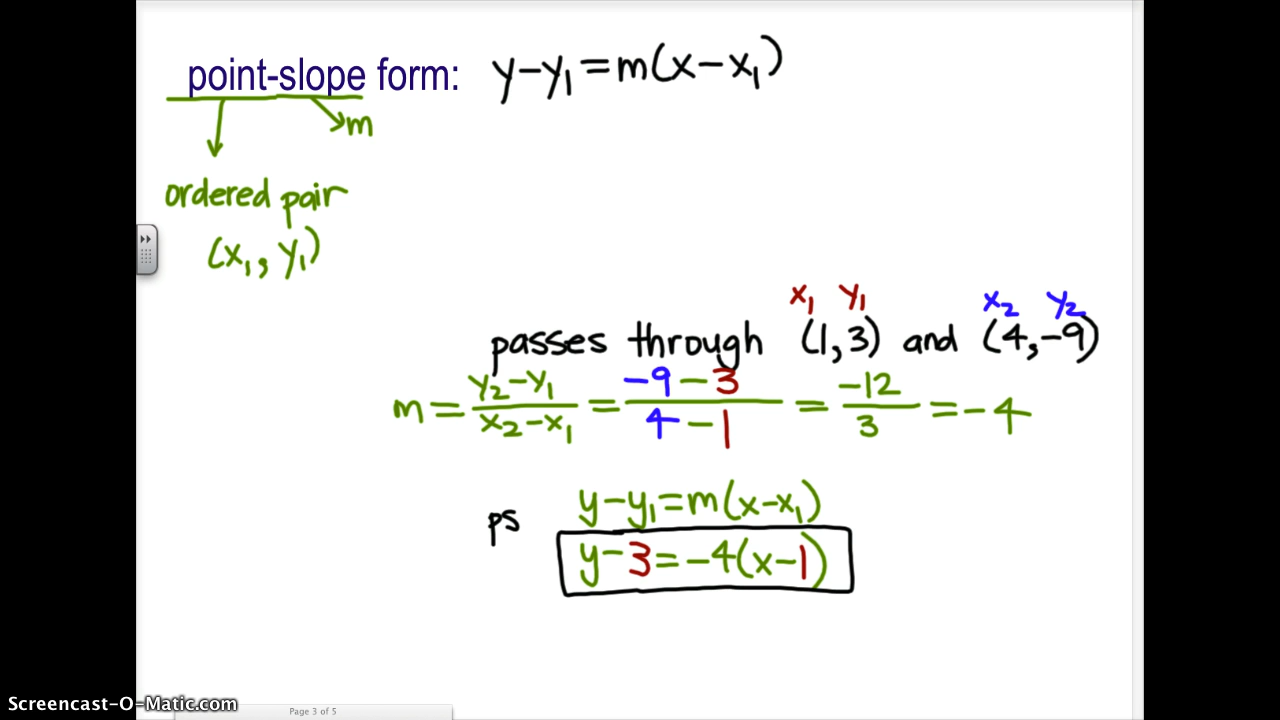 point-slope form: y-y₁=m(x-x₁)
m
ordered pair
(x₁, y₁)
x₁ y₁ x₂ y₂
passes through (1,3) and (4,-9)
m = y₂-y₁/x₂-x₁ = -9-3/4-1 = -12/3 = -4
y-y₁=m(x-x₁)
ps
y-3=-4(x-1)
Screencast-O-Matic.com
Page 3 of 5